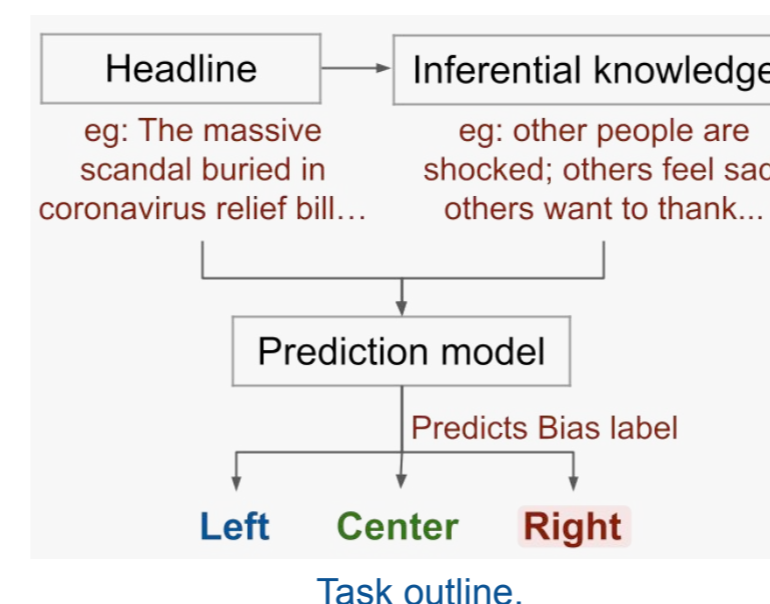 Headline
Inferential knowledge
eg: The massive
scandal buried in
coronavirus relief bill…
eg: other people are
shocked; others feel sad
others want to thank...
Prediction model
Predicts Bias label
Left
Center
Right
Task outline.